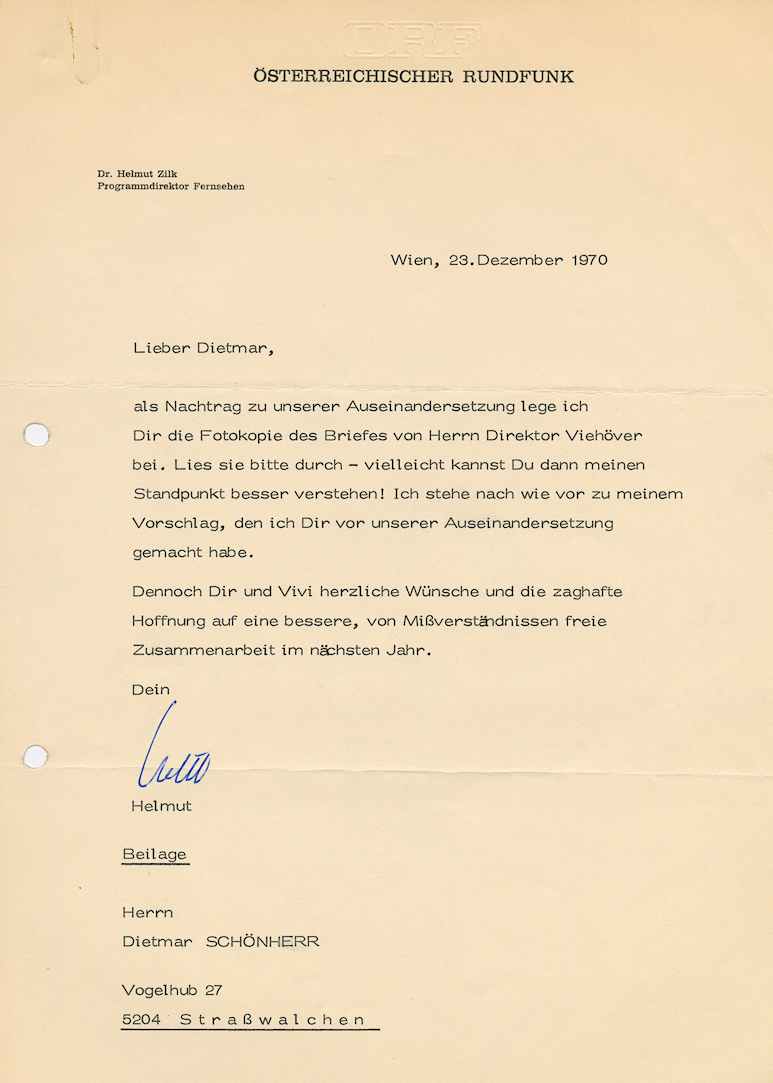 ORF
ÖSTERREICHISCHER RUNDFUNK
Dr. Helmut Zilk
Programmdirektor Fernsehen
Wien, 23.Dezember 1970
Lieber Dietmar,
als Nachtrag zu unserer Auseinandersetzung lege ich
Dir die Fotokopie des Briefes von Herrn Direktor Viehöver
bei. Lies sie bitte durch - vielleicht kannst Du dann meinen
Standpunkt besser verstehen! Ich stehe nach wie vor zu meinem
Vorschlag, den ich Dir vor unserer Auseinandersetzung
gemacht habe.
Dennoch Dir und Vivi herzliche Wünsche und die zaghafte
Hoffnung auf eine bessere, von Mißverständnissen freie
Zusammenarbeit im nächsten Jahr.
Dein
Helmut
Beilage
Herrn
Dietmar SCHÖNHERR
Vogelhub 27
5204 Straßwalchen